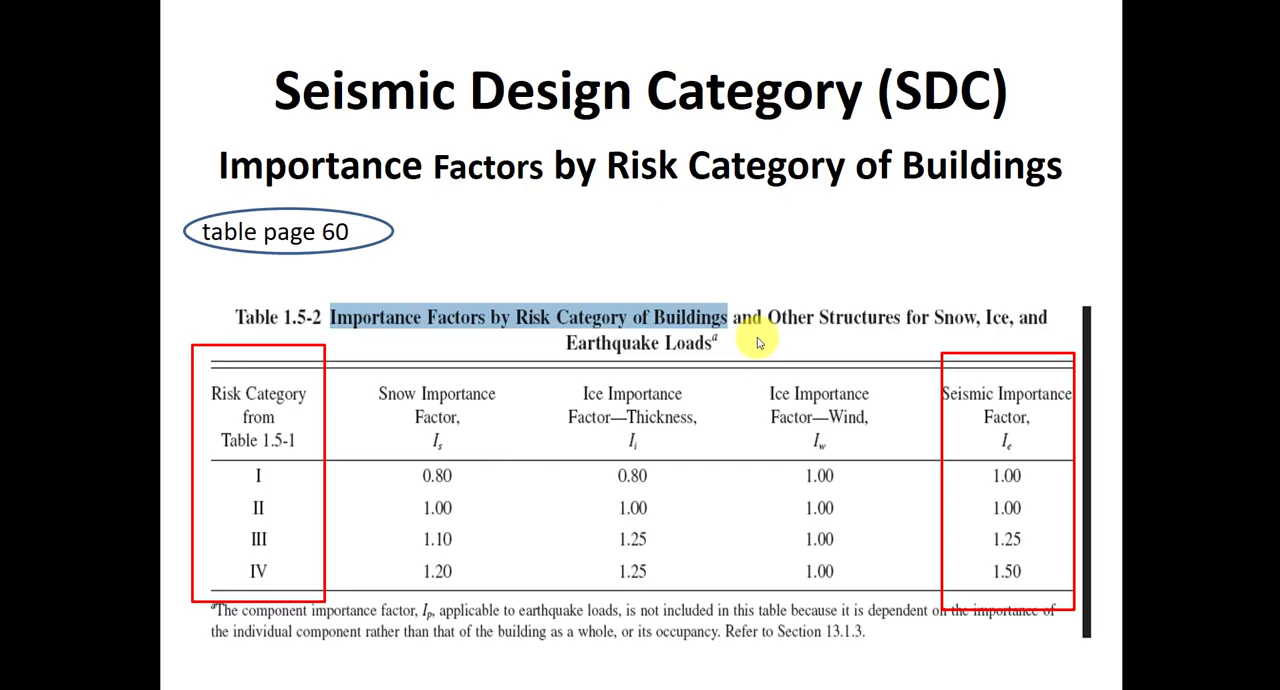 Seismic Design Category (SDC)
Importance Factors by Risk Category of Buildings
table page 60
Table 1.5-2 Importance Factors by Risk Category of Buildings and Other Structures for Snow, Ice, and
Earthquake Loadsᵃ
Risk Category from Table 1.5-1 Snow Importance Factor, Iₛ Ice Importance Factor—Thickness, Iᵢ Ice Importance Factor—Wind, I_w Seismic Importance Factor, Iₑ
I 0.80 0.80 1.00 1.00
II 1.00 1.00 1.00 1.00
III 1.10 1.25 1.00 1.25
IV 1.20 1.25 1.00 1.50
ᵃThe component importance factor, Iₚ, applicable to earthquake loads, is not included in this table because it is dependent on the importance of
the individual component rather than that of the building as a whole, or its occupancy. Refer to Section 13.1.3.